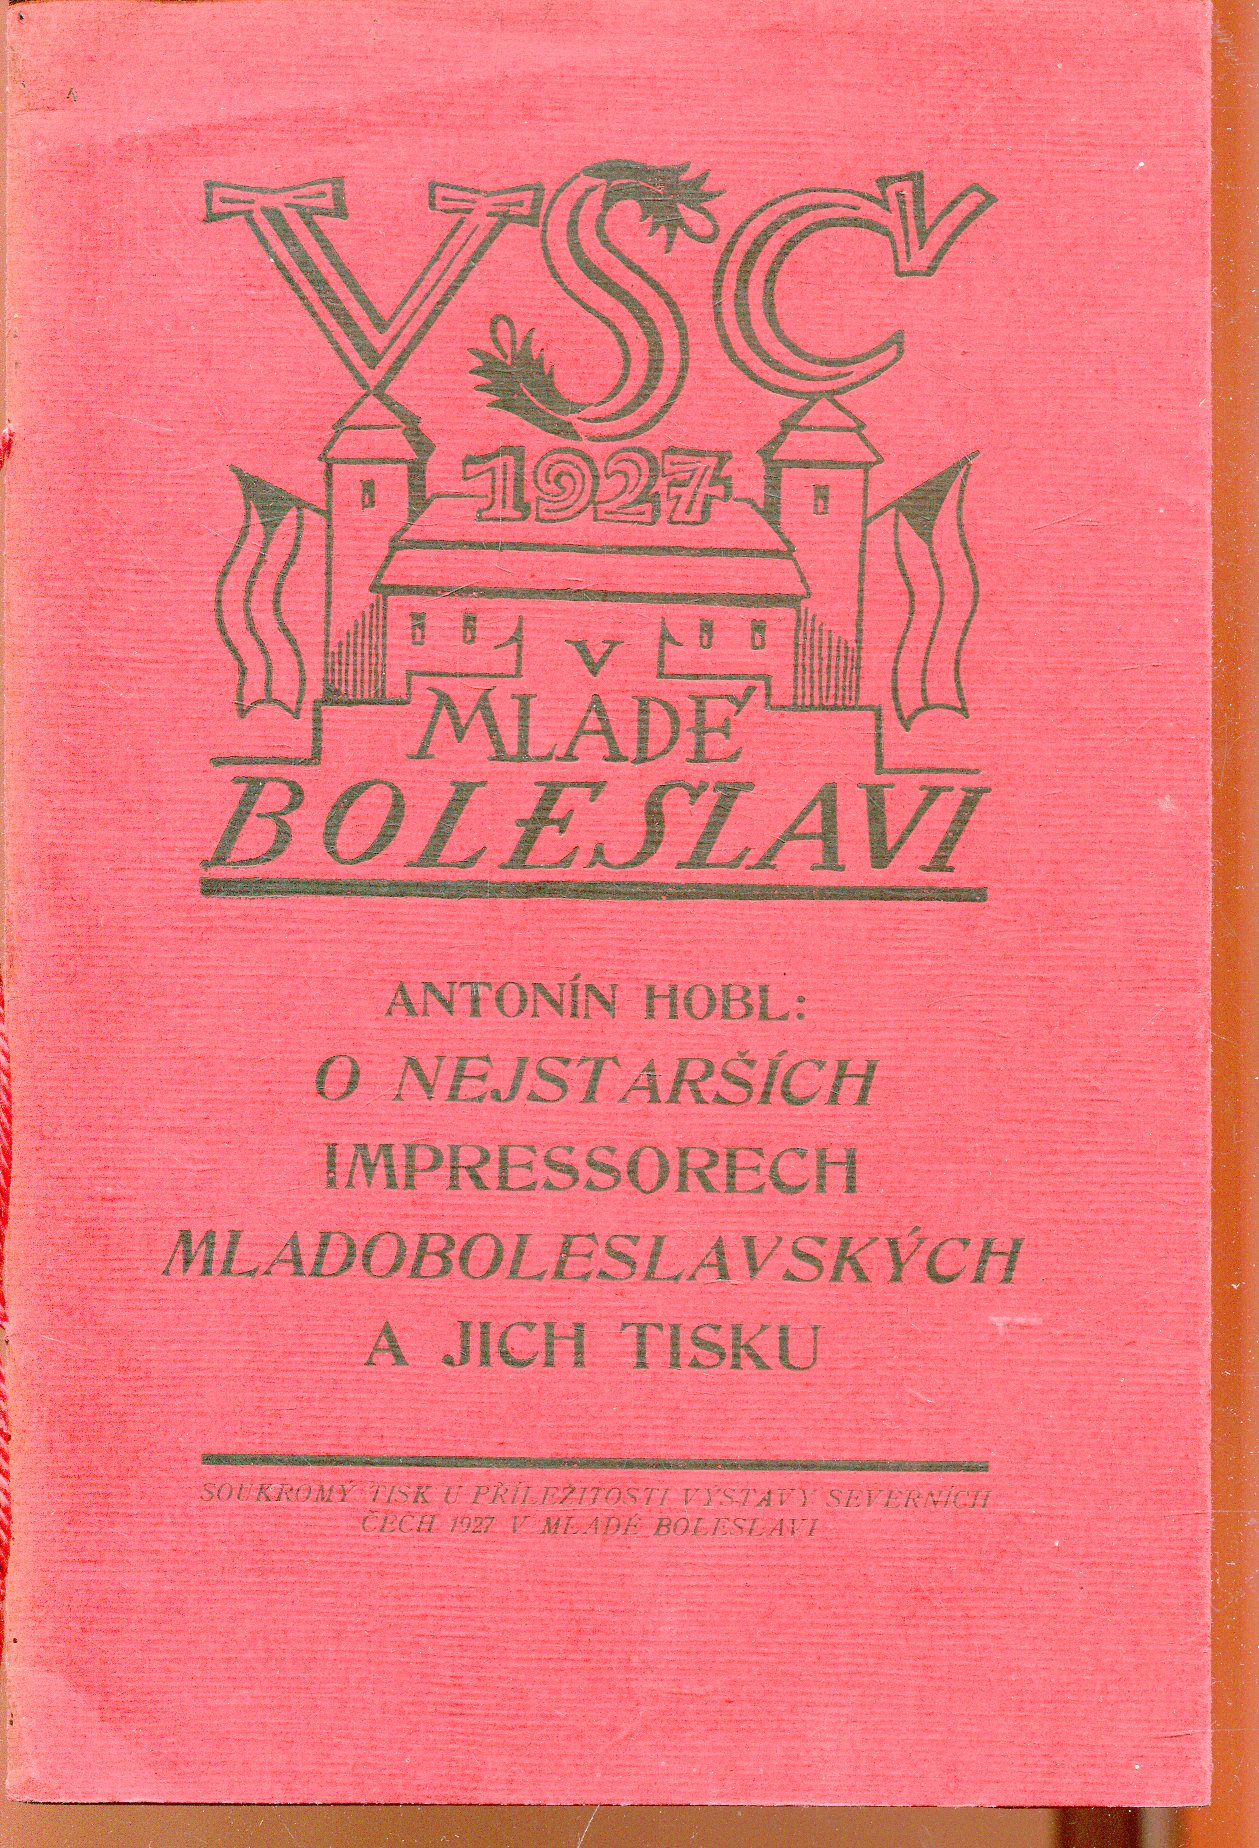 VSČ
1927
V
MLADÉ
BOLESLAVI
ANTONÍN HOBL:
O NEJSTARŠÍCH
IMPRESSORECH
MLADOBOLESLAVSKÝCH
A JICH TISKU
SOUKROMÝ TISK U PŘÍLEŽITOSTI VÝSTAVY SEVERNÍCH
ČECH 1927 V MLADÉ BOLESLAVI